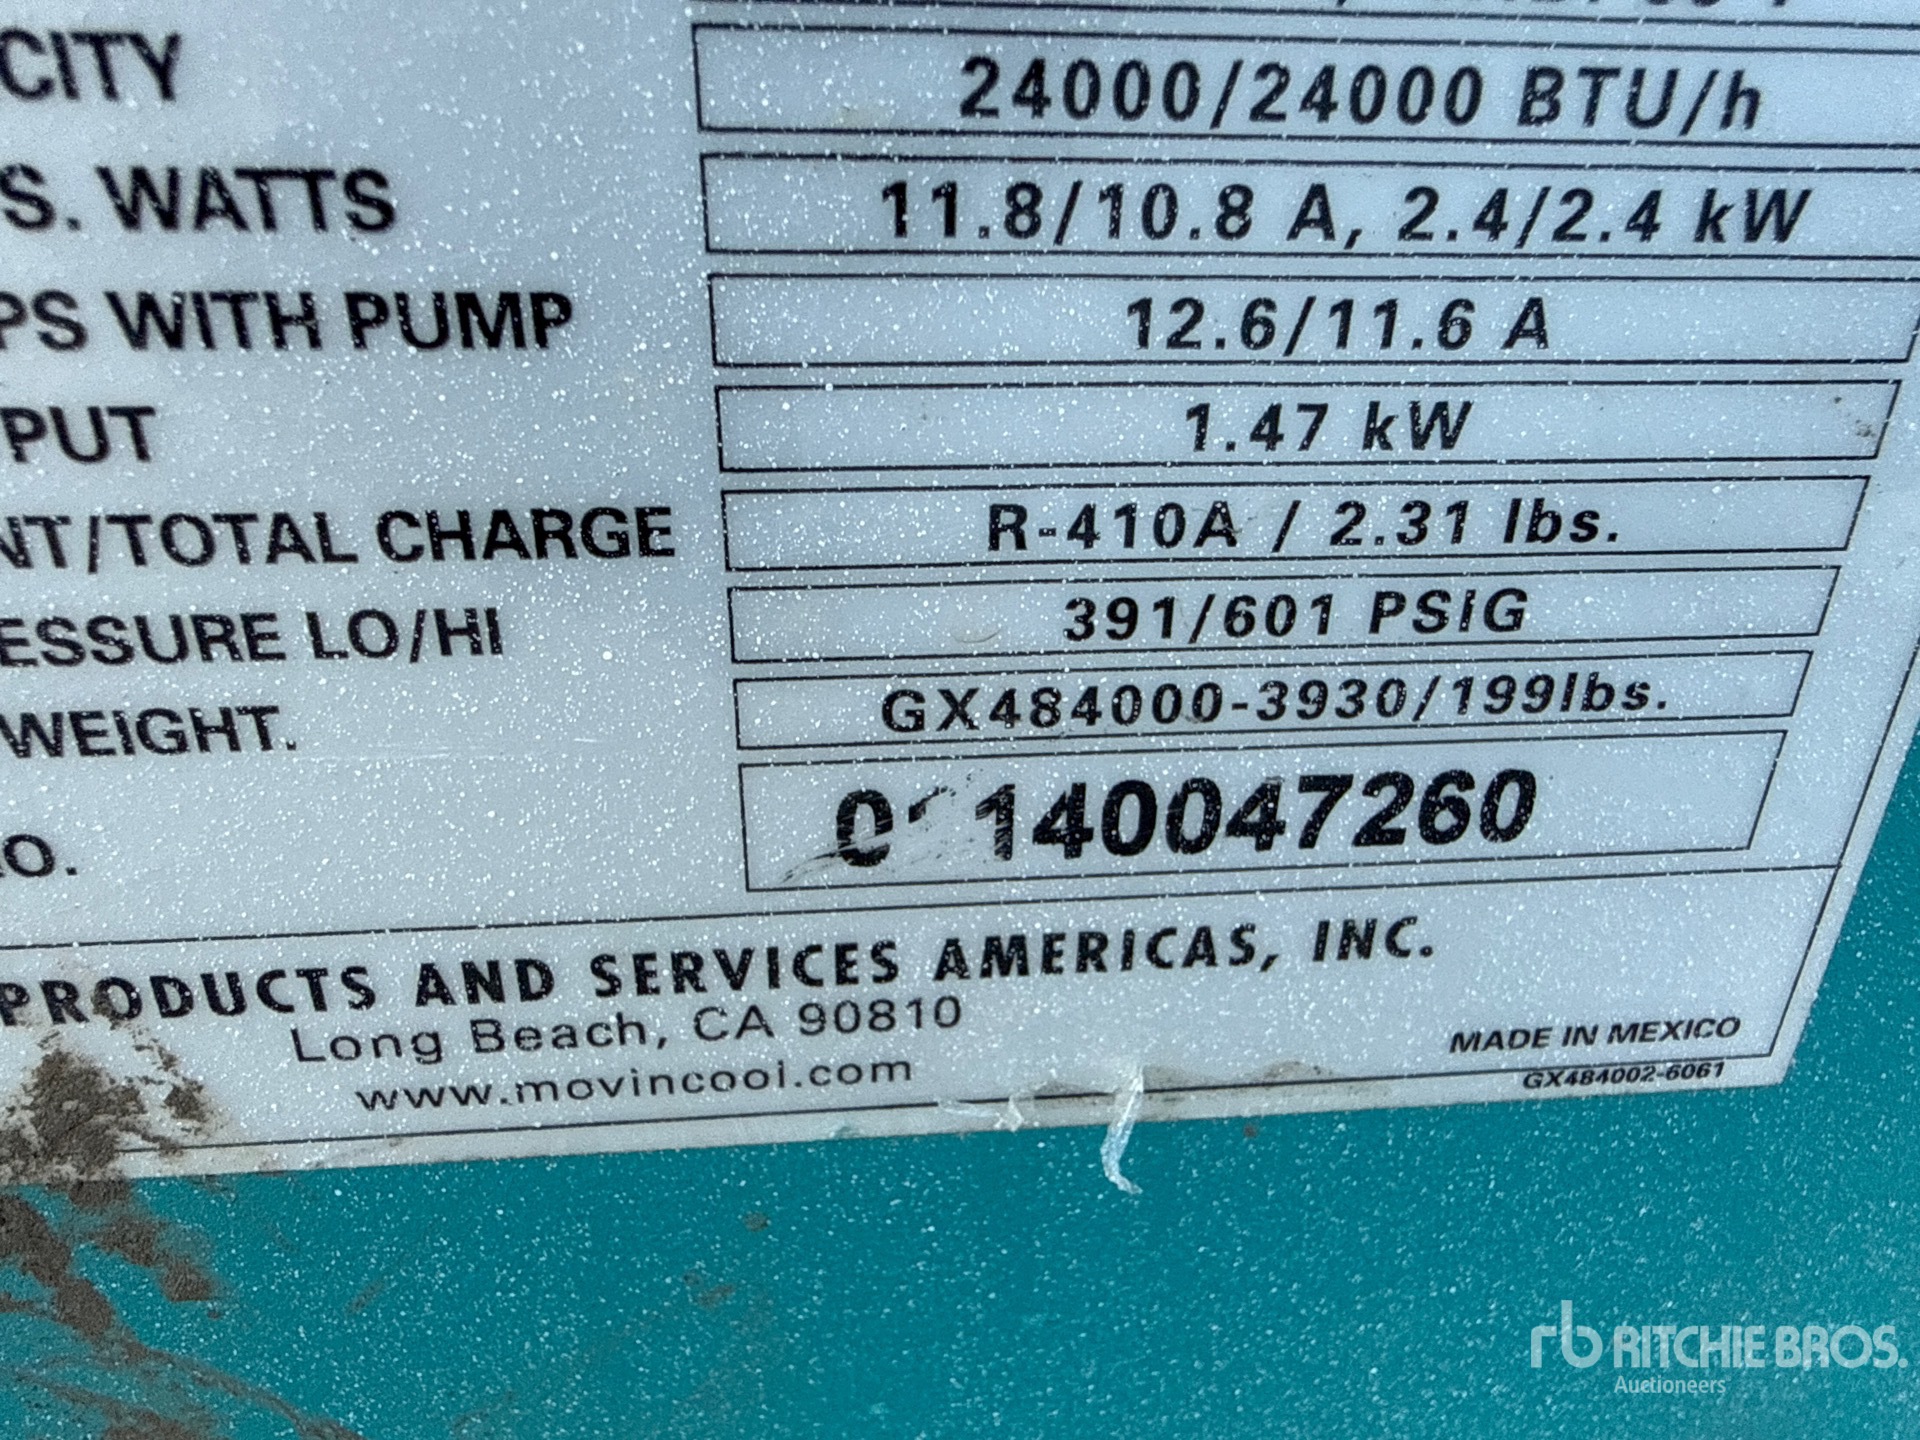 CITY 24000/24000 BTU/h
S. WATTS 11.8/10.8 A, 2.4/2.4 kW
PS WITH PUMP 12.6/11.6 A
PUT 1.47 kW
NT/TOTAL CHARGE R-410A / 2.31 lbs.
ESSURE LO/HI 391/601 PSIG
WEIGHT. GX484000-3930/199lbs.
O.
PRODUCTS AND SERVICES AMERICAS, INC.
Long Beach, CA 90810
www.movincool.com
MADE IN MEXICO
GX484002-6061
rb RITCHIE BROS.
Auctioneers